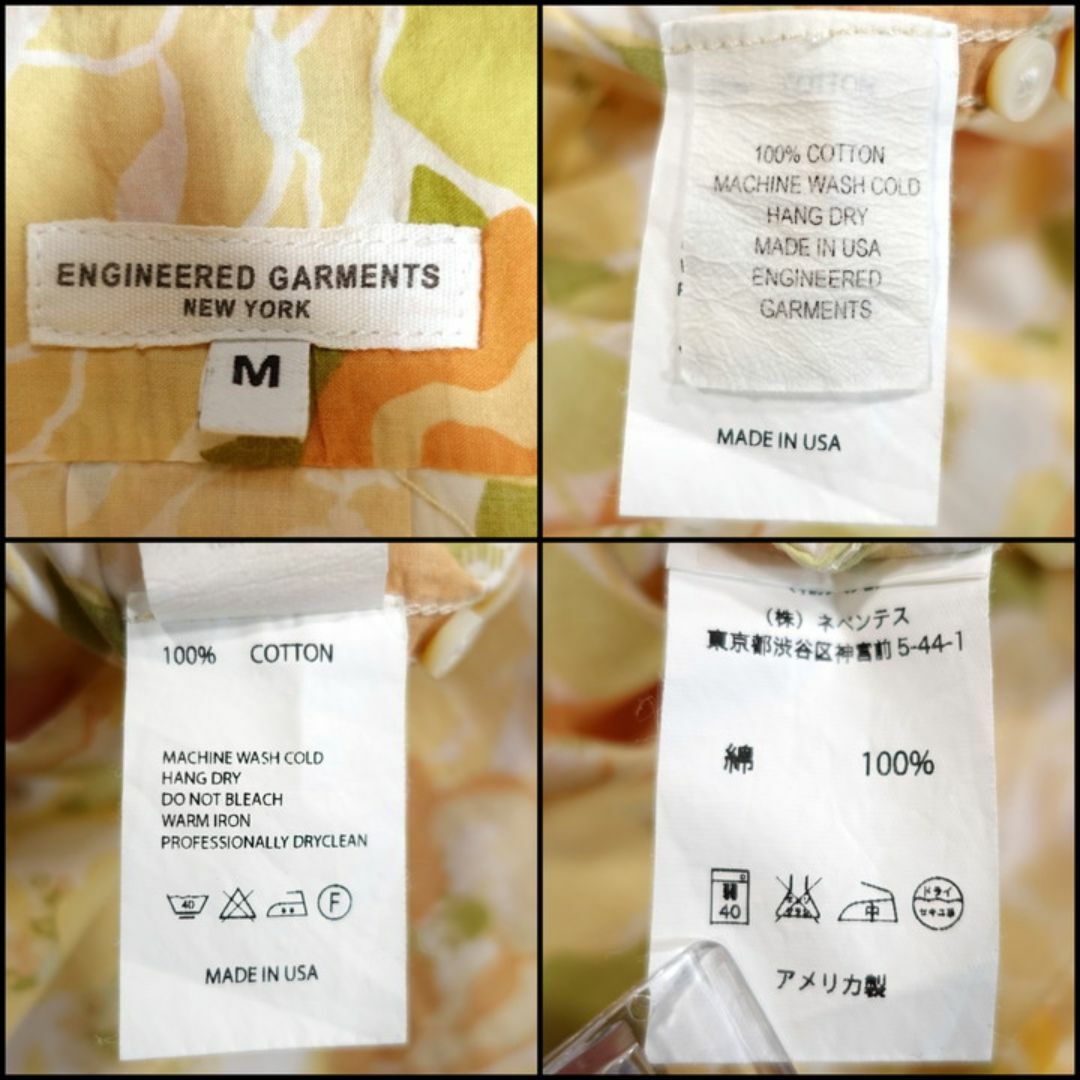 ENGINEERED GARMENTS
NEW YORK
M
100% COTTON
MACHINE WASH COLD
HANG DRY
MADE IN USA
ENGINEERED
GARMENTS
MADE IN USA
100% COTTON
MACHINE WASH COLD
HANG DRY
DO NOT BLEACH
WARM IRON
PROFESSIONALLY DRYCLEAN
40
F
MADE IN USA
(株) ネペンテス
東京都渋谷区神宮前 5-44-1
綿 100%
40
中
ドライ
セキユ系
アメリカ製